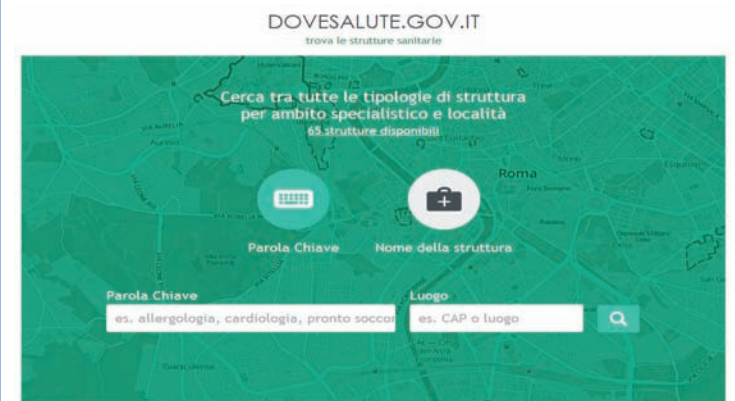 DOVESALUTE.GOV.IT
trova le strutture sanitarie
Cerca tra tutte le tipologie di struttura
per ambito specialistico e località
65 strutture disponibili
Roma
Parola Chiave
Nome della struttura
Parola Chiave
Luogo
es. allergologia, cardiologia, pronto soccor
es. CAP o luogo